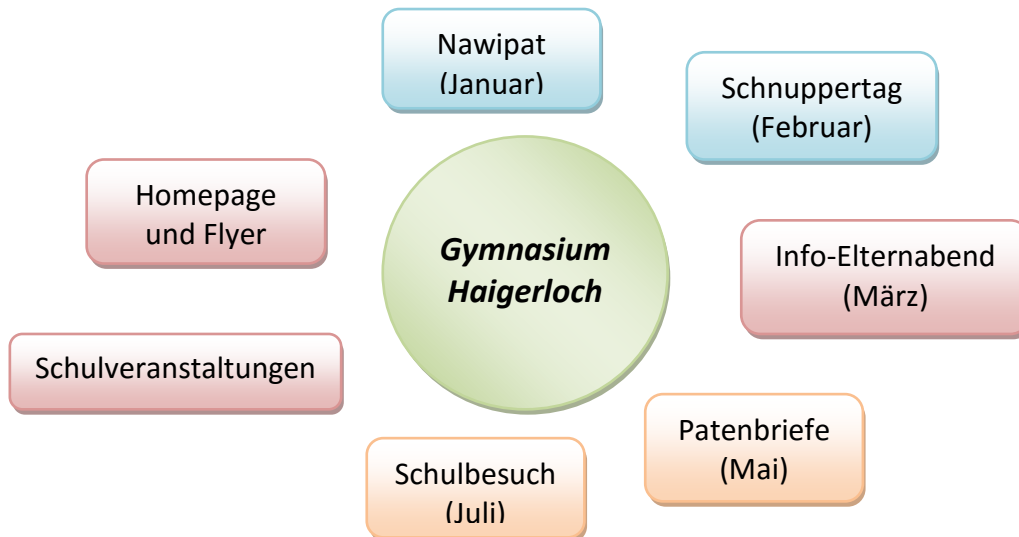 Nawipat
(Januar)
Schnuppertag
(Februar)
Homepage
und Flyer
Gymnasium
Haigerloch
Info-Elternabend
(März)
Schulveranstaltungen
Patenbriefe
(Mai)
Schulbesuch
(Juli)